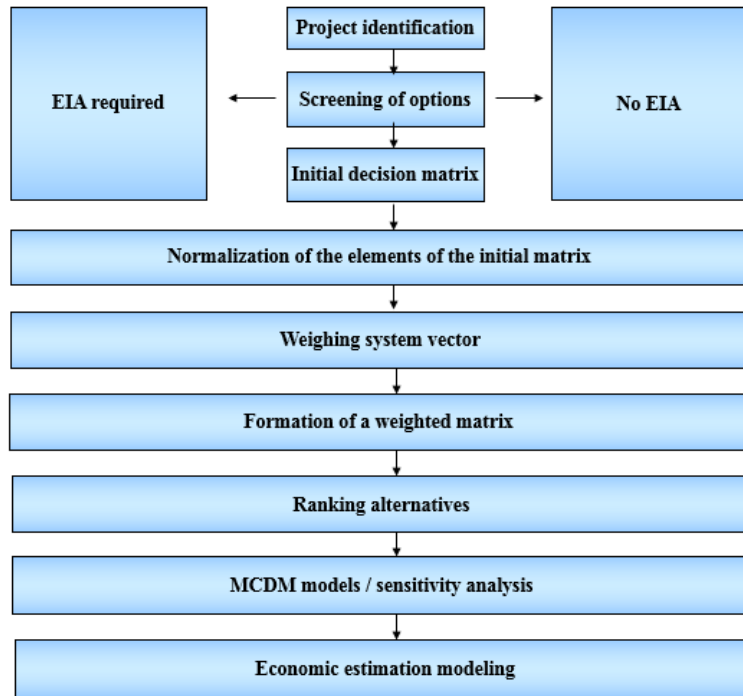 Project identification
EIA required
Screening of options
No EIA
Initial decision matrix
Normalization of the elements of the initial matrix
Weighing system vector
Formation of a weighted matrix
Ranking alternatives
MCDM models / sensitivity analysis
Economic estimation modeling